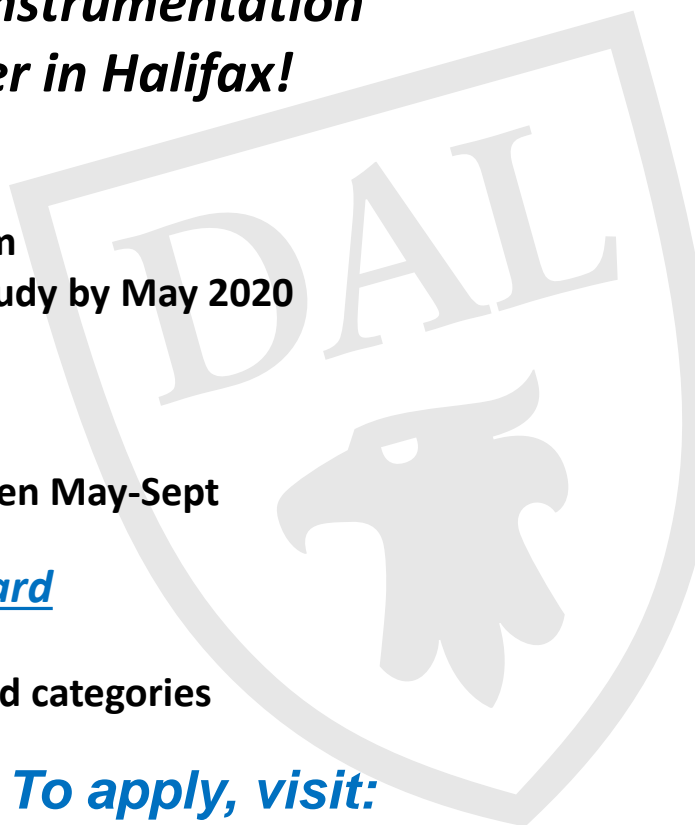 nstrumentation
er in Halifax!
DAL
m
udy by May 2020
en May-Sept
ard
d categories
To apply, visit: